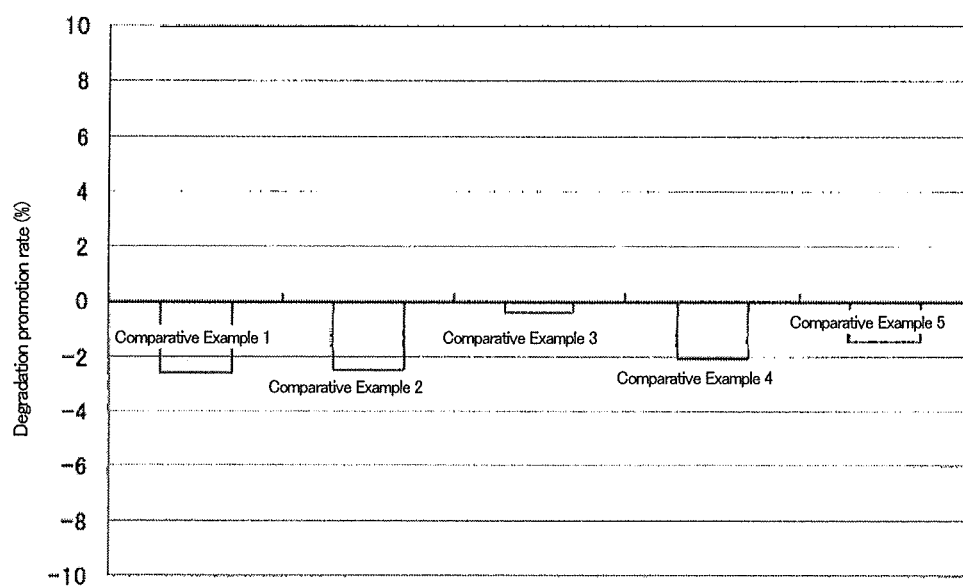 10
8
6
4
2
0
-2
-4
-6
-8
-10
Degradation promotion rate (%)
Comparative Example 1
Comparative Example 2
Comparative Example 3
Comparative Example 4
Comparative Example 5